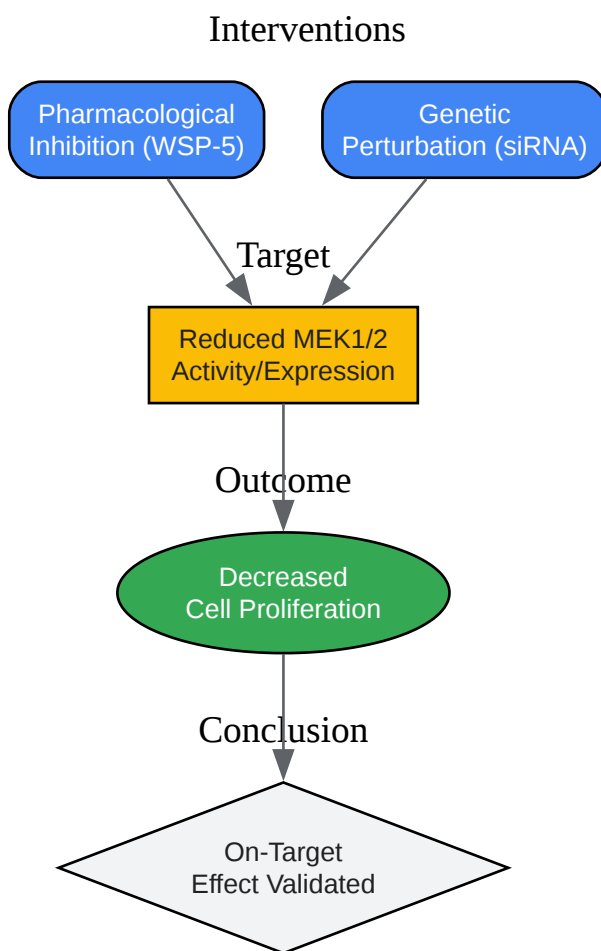 Interventions
Pharmacological
Inhibition (WSP-5)
Genetic
Perturbation (siRNA)
Target
Reduced MEK1/2
Activity/Expression
Outcome
Decreased
Cell Proliferation
Conclusion
On-Target
Effect Validated